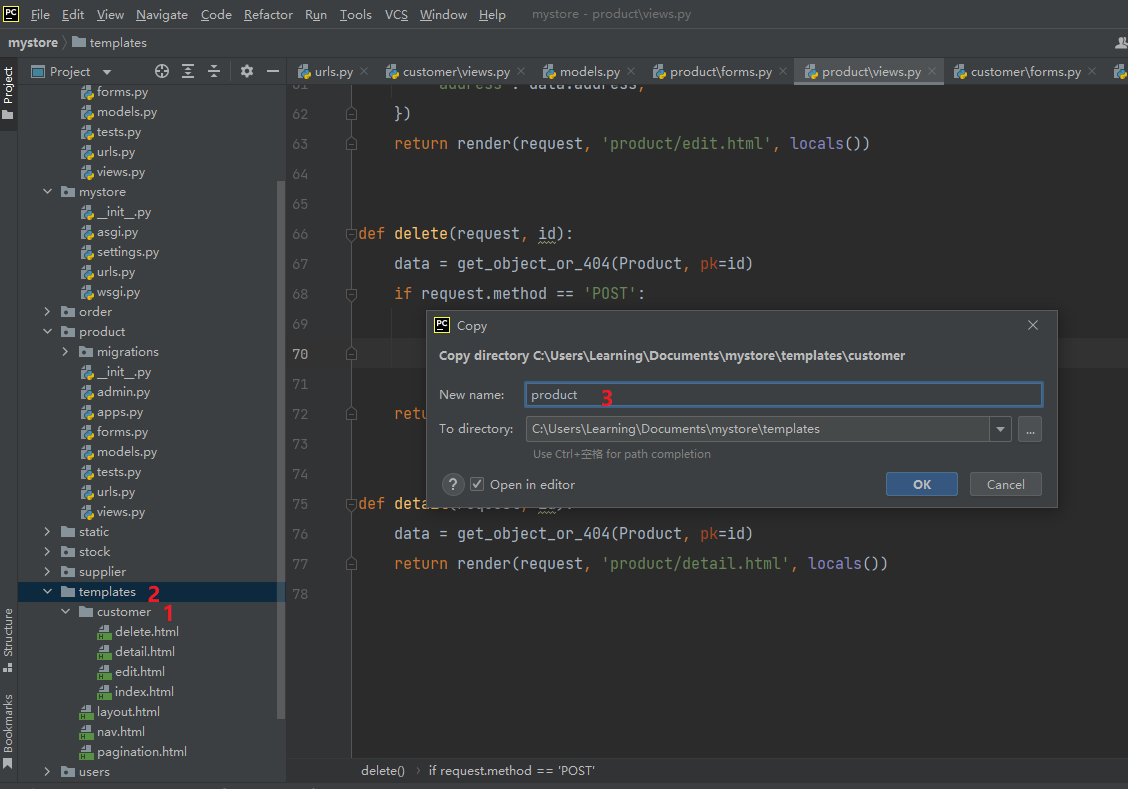 PC File Edit View Navigate Code Refactor Run Tools VCS Window Help mystore - product\views.py
mystore templates
Project
Project
urls.py customer\views.py models.py product\forms.py product\views.py customer\forms.py
forms.py
models.py
tests.py
urls.py
views.py
mystore
__init__.py
asgi.py
settings.py
urls.py
wsgi.py
order
product
migrations
__init__.py
admin.py
apps.py
forms.py
models.py
tests.py
urls.py
views.py
static
stock
supplier
templates 2
customer 1
delete.html
detail.html
edit.html
index.html
layout.html
nav.html
pagination.html
users
Structure
Bookmarks
61 'address': data.address,
62 })
63 return render(request, 'product/edit.html', locals())
64
65
66 def delete(request, id):
67 data = get_object_or_404(Product, pk=id)
68 if request.method == 'POST':
69
70
71
72 retu
73
74
75 def detail(request, id):
76 data = get_object_or_404(Product, pk=id)
77 return render(request, 'product/detail.html', locals())
78
PC Copy
Copy directory C:\Users\Learning\Documents\mystore\templates\customer
New name: product 3
To directory: C:\Users\Learning\Documents\mystore\templates ...
Use Ctrl+空格 for path completion
? Open in editor OK Cancel
delete() if request.method == 'POST'